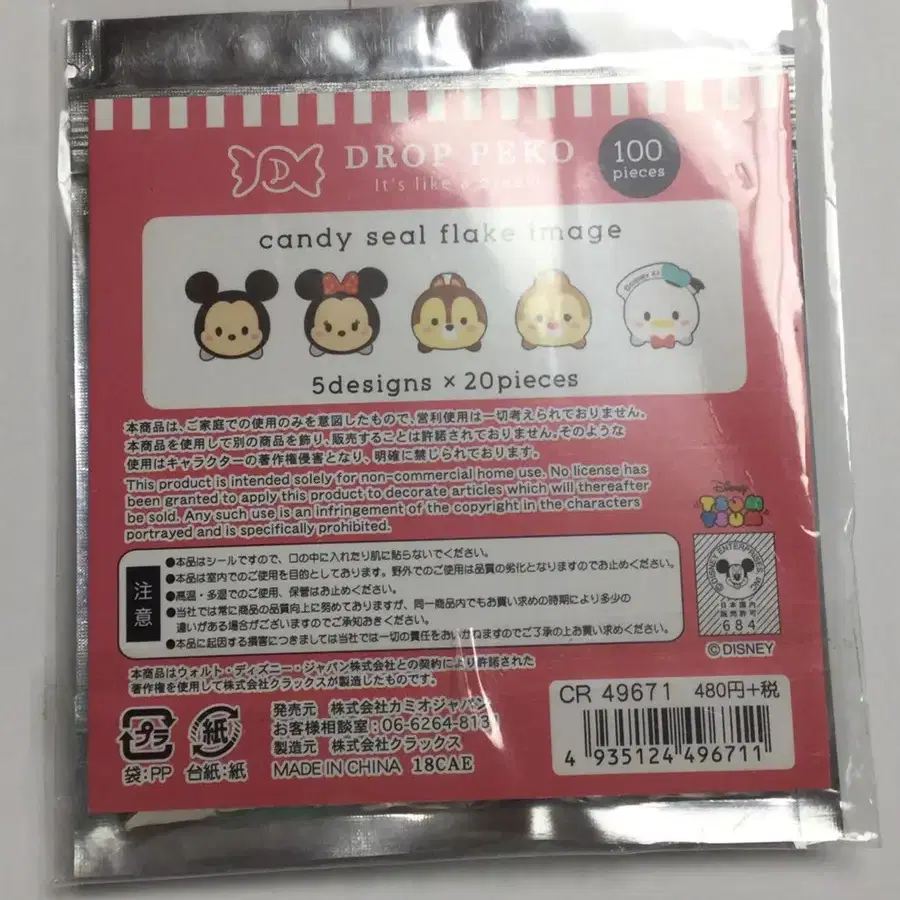 D
DROP PEKO
It's like a
100
pieces
candy seal flake image
©DISNEY
5designs × 20pieces
本商品は、ご家庭での使用のみを意図したもので、営利使用は一切考えられておりません。
本商品を使用して別の商品を飾り、販売することは許諾されておりません。そのような
使用はキャラクターの著作権侵害となり、明確に禁じられております。
This product is intended solely for non-commercial home use. No license has
been granted to apply this product to decorate articles which will thereafter
be sold. Any such use is an infringement of the copyright in the characters
portrayed and is specifically prohibited.
Disney
TSUM
TSUM
注意
●本品はシールですので、口の中に入れたり肌に貼らないでください。
●本品は室内でのご使用を目的としております。野外でのご使用は品質の劣化となりますのでお止めください。
●高温・多湿でのご使用、保管はお止めください。
●当社では常に商品の品質向上に努めておりますが、同一商品内でもお買い求めの時期により多少の
違いがある場合がございますのでご承知おきください。
●本品に起因する損害につきましては当社では一切の責任をおいかねますのでご了承の上お買い求めください。
©DISNEY ENTERPRISES, INC.
日本国内
販売許可
684
©DISNEY
本商品はウォルト・ディズニー・ジャパン株式会社との契約により許諾された
著作権を使用して株式会社クラックスが製造したものです。
プラ
袋:PP
紙
台紙:紙
発売元 株式会社カミオジャパン
お客様相談室:06-6264-813
製造元 株式会社クラックス
MADE IN CHINA 18CAE
CR 49671 480円+税
4 935124 496711